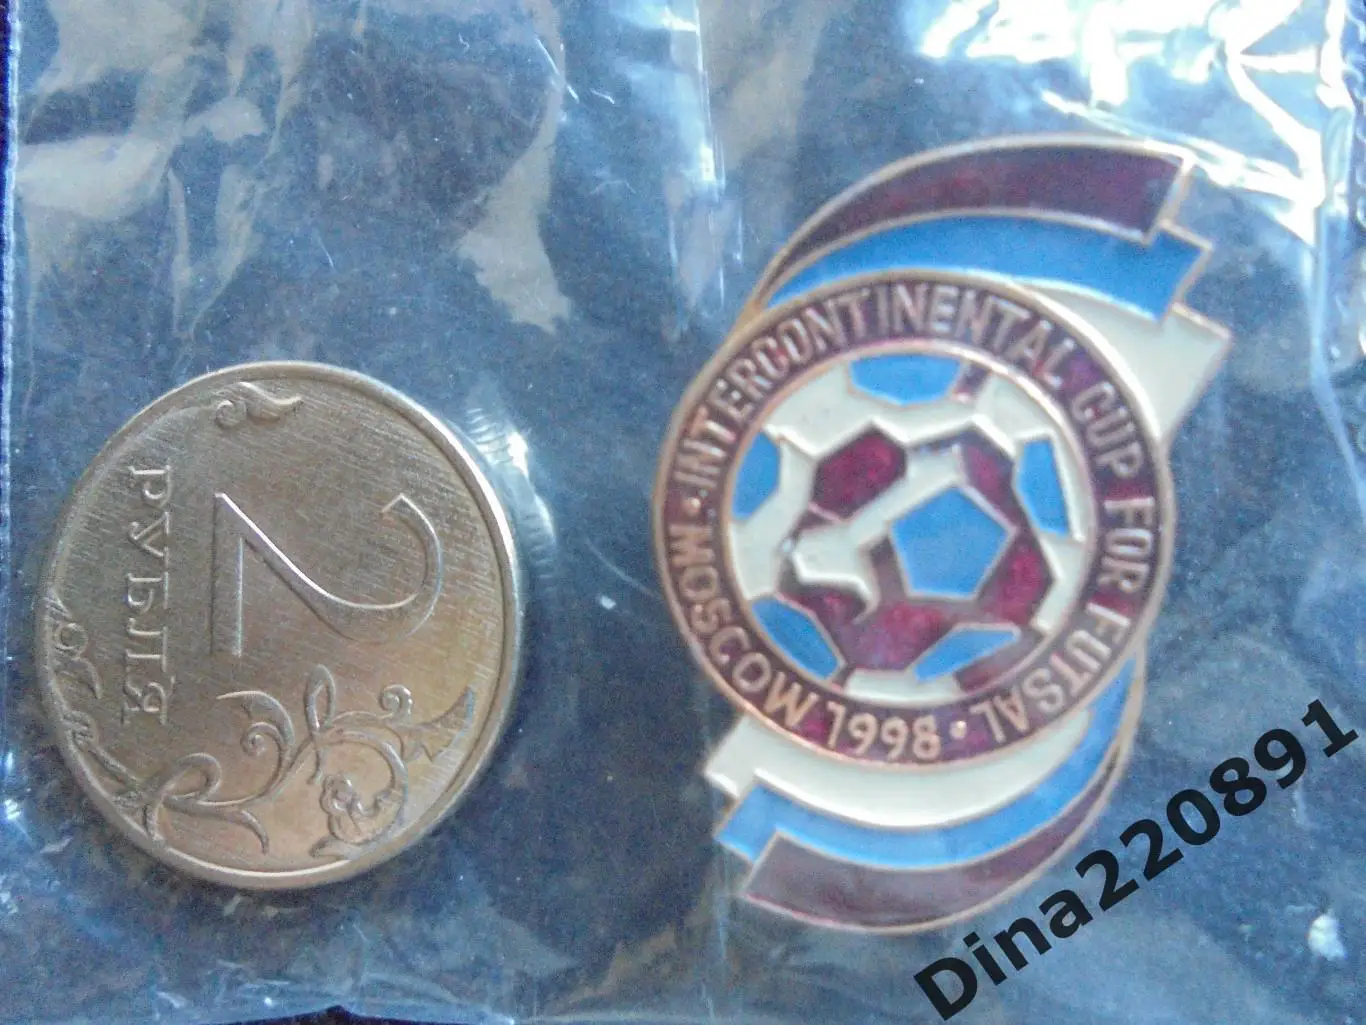 2
РУБЛЯ
INTERCONTINENTAL CUP FOR FUTSAL
MOSCOW 1998
Dina220891